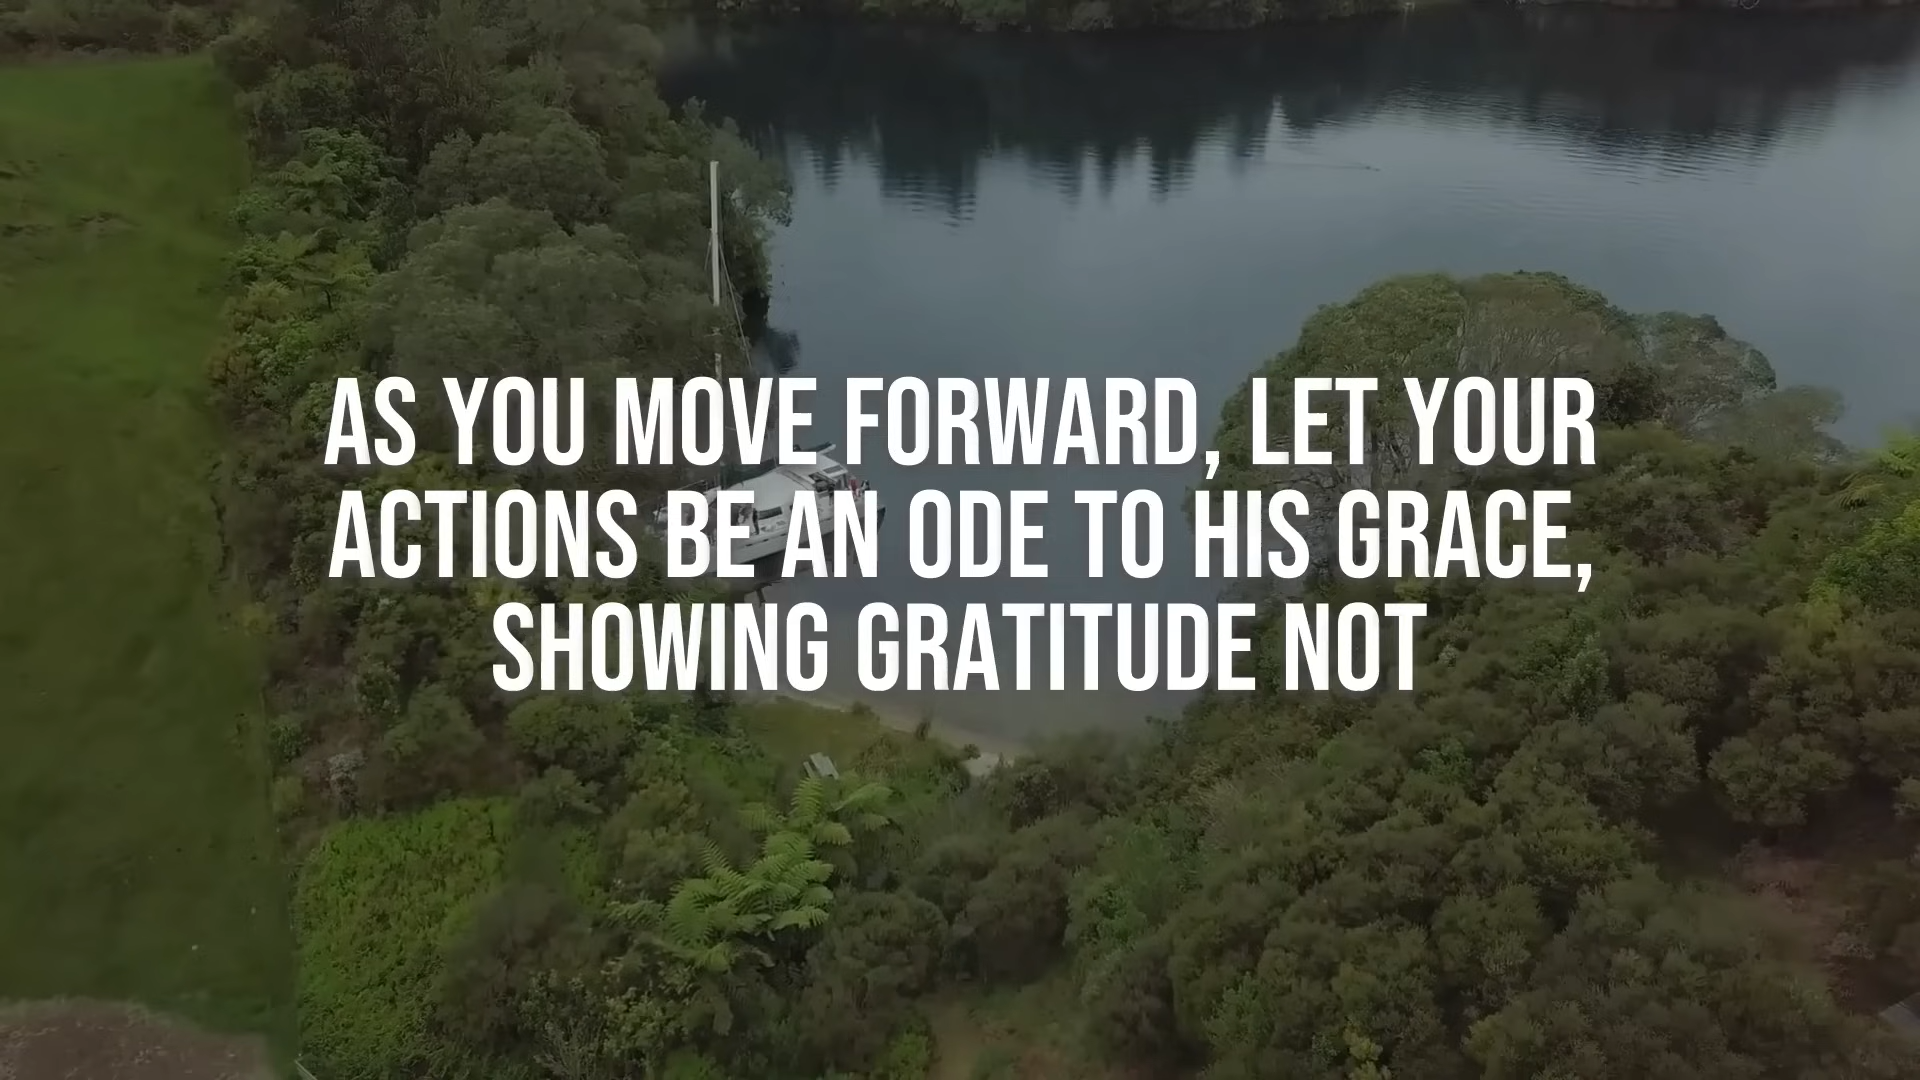 AS YOU MOVE FORWARD, LET YOUR
ACTIONS BE AN ODE TO HIS GRACE,
SHOWING GRATITUDE NOT